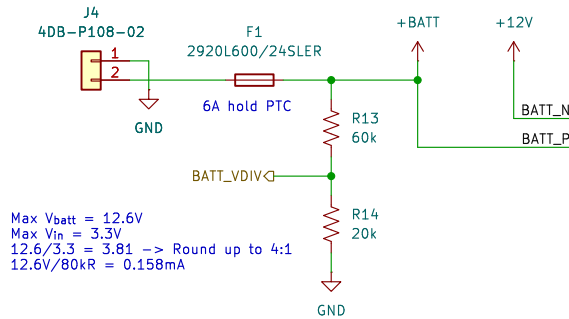 J4
4DB-P108-02
1
2
F1
2920L600/24SLER
6A hold PTC
+BATT
+12V
GND
R13
60k
BATT_N
BATT_P
BATT_VDIV
R14
20k
Max Vbatt = 12.6V
Max Vin = 3.3V
12.6/3.3 = 3.81 -> Round up to 4:1
12.6V/80kR = 0.158mA
GND